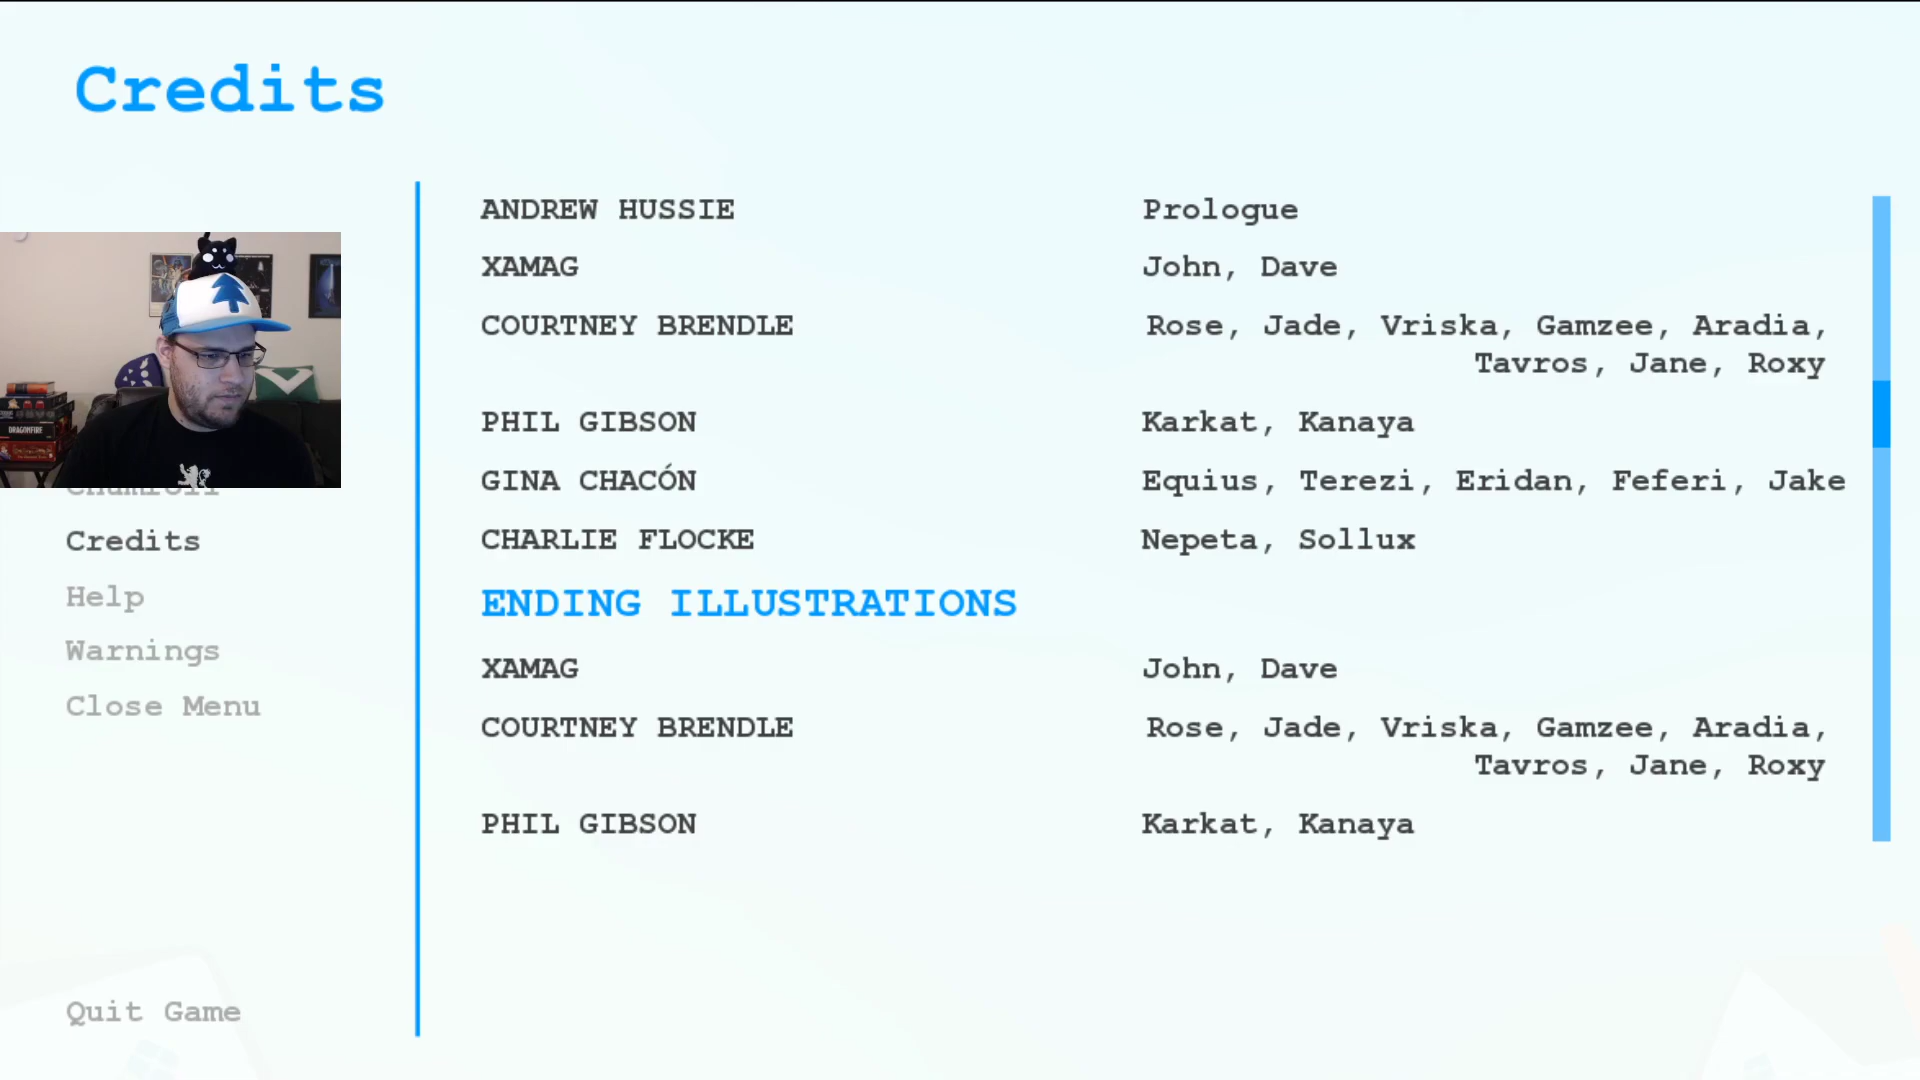 Credits
ANDREW HUSSIE Prologue
XAMAG John, Dave
COURTNEY BRENDLE Rose, Jade, Vriska, Gamzee, Aradia,
Tavros, Jane, Roxy
PHIL GIBSON Karkat, Kanaya
GINA CHACÓN Equius, Terezi, Eridan, Feferi, Jake
CHARLIE FLOCKE Nepeta, Sollux
ENDING ILLUSTRATIONS
XAMAG John, Dave
COURTNEY BRENDLE Rose, Jade, Vriska, Gamzee, Aradia,
Tavros, Jane, Roxy
PHIL GIBSON Karkat, Kanaya
DRAGONFIRE
Chumroll
Credits
Help
Warnings
Close Menu
Quit Game